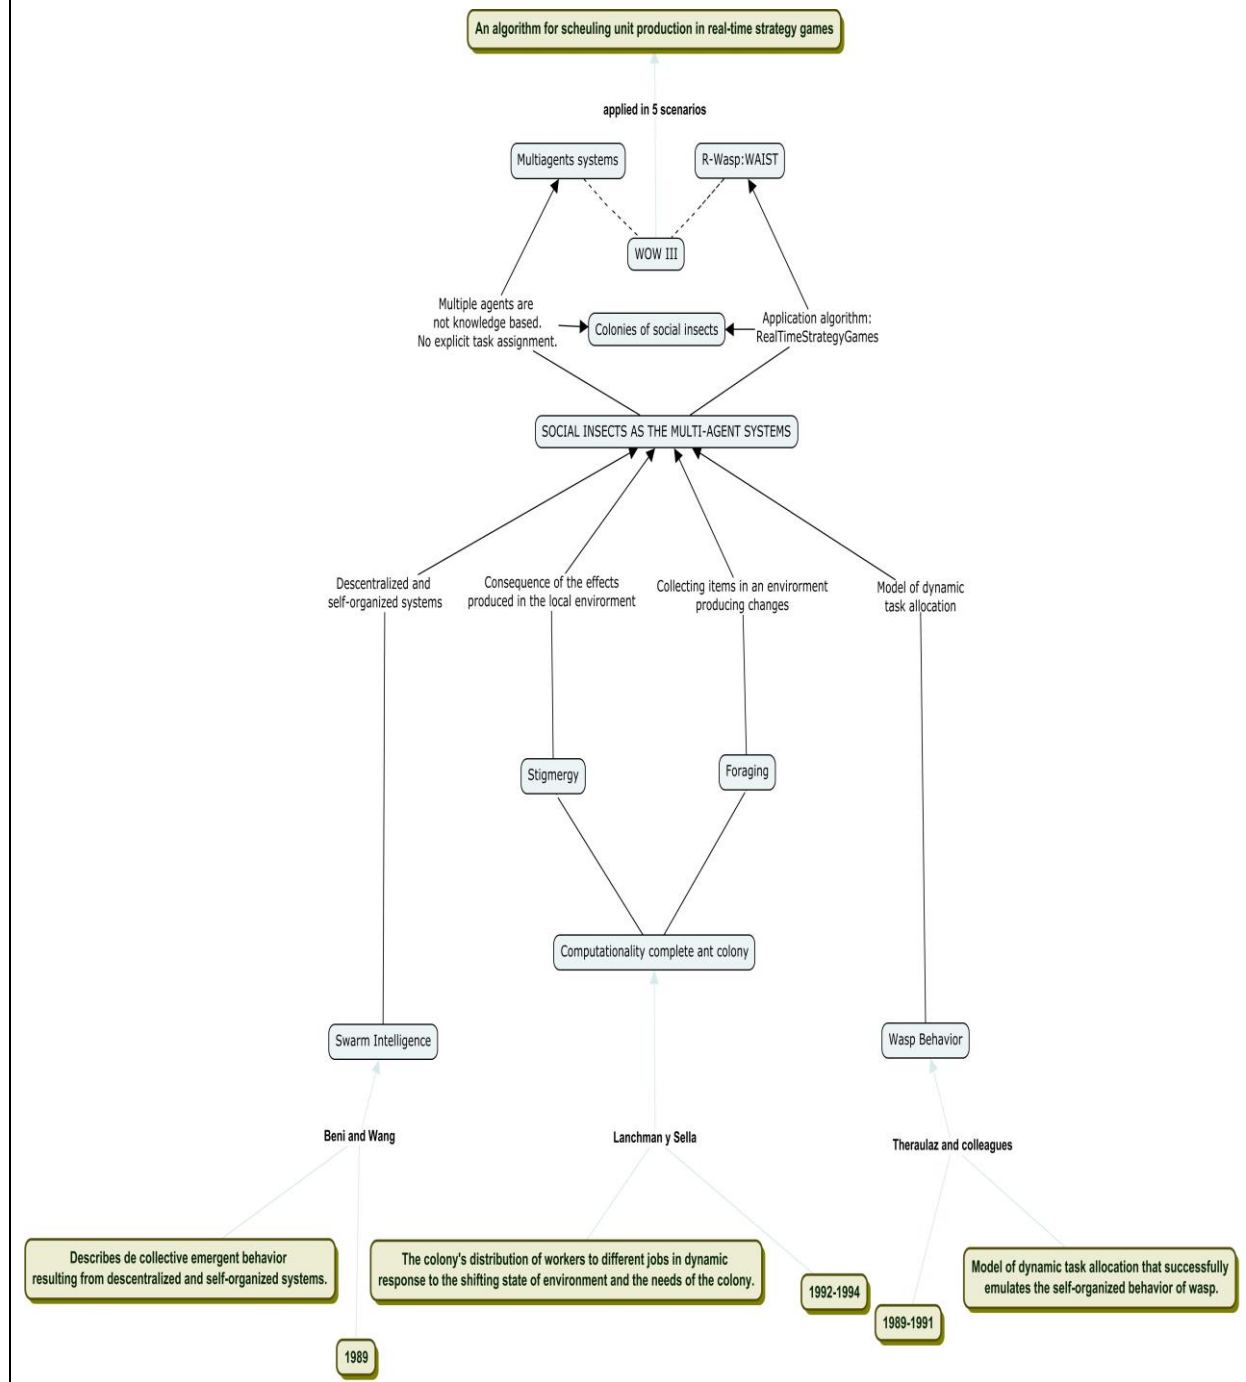 An algorithm for scheuling unit production in real-time strategy games
applied in 5 scenarios
Multiagents systems
R-Wasp:WAIST
WOW III
Multiple agents are
not knowledge based.
No explicit task assignment.
Colonies of social insects
Application algorithm:
RealTimeStrategyGames
SOCIAL INSECTS AS THE MULTI-AGENT SYSTEMS
Descentralized and
self-organized systems
Consequence of the effects
produced in the local envirorment
Collecting items in an envirorment
producing changes
Model of dynamic
task allocation
Stigmergy
Foraging
Computationality complete ant colony
Swarm Intelligence
Wasp Behavior
Beni and Wang
Lanchman y Sella
Theraulaz and colleagues
Describes de collective emergent behavior
resulting from descentralized and self-organized systems.
The colony's distribution of workers to different jobs in dynamic
response to the shifting state of environment and the needs of the colony.
1992-1994
1989-1991
Model of dynamic task allocation that successfully
emulates the self-organized behavior of wasp.
1989